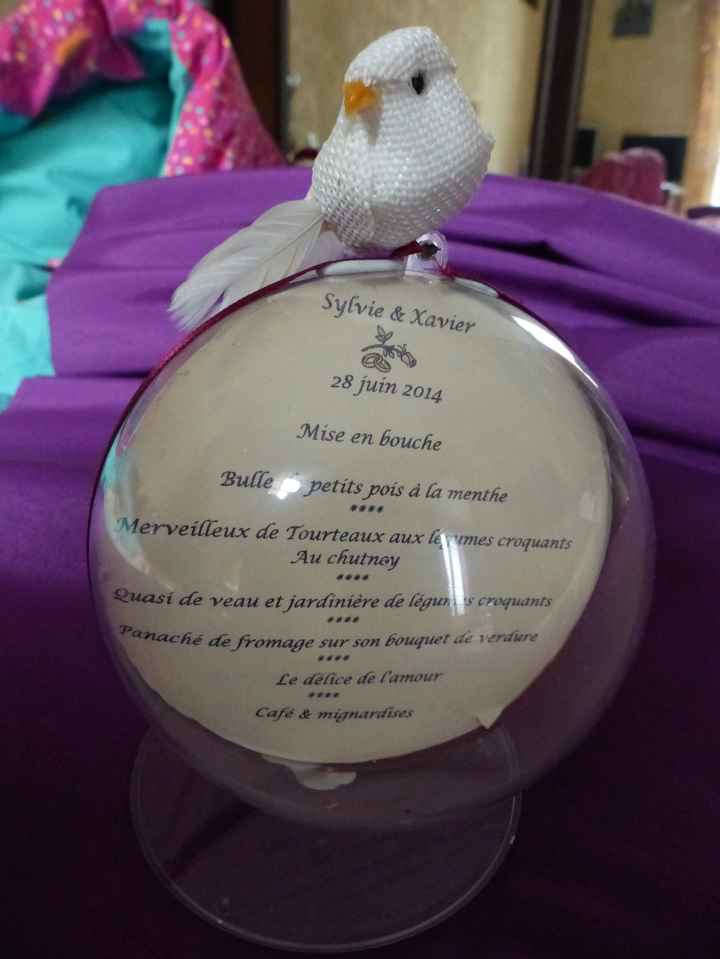 Sylvie & Xavier
28 juin 2014
Mise en bouche
Bulle de petits pois à la menthe
****
Merveilleux de Tourteaux aux légumes croquants
Au chutney
****
Quasi de veau et jardinière de légumes croquants
****
Panaché de fromage sur son bouquet de verdure
****
Le délice de l'amour
****
Café & mignardises